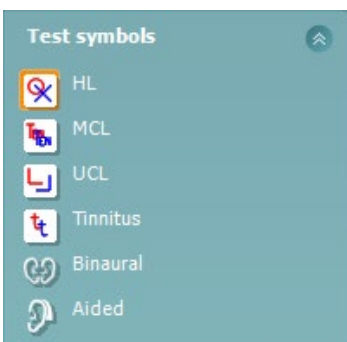 Test symbols
HL
MCL
UCL
Tinnitus
Binaural
Aided